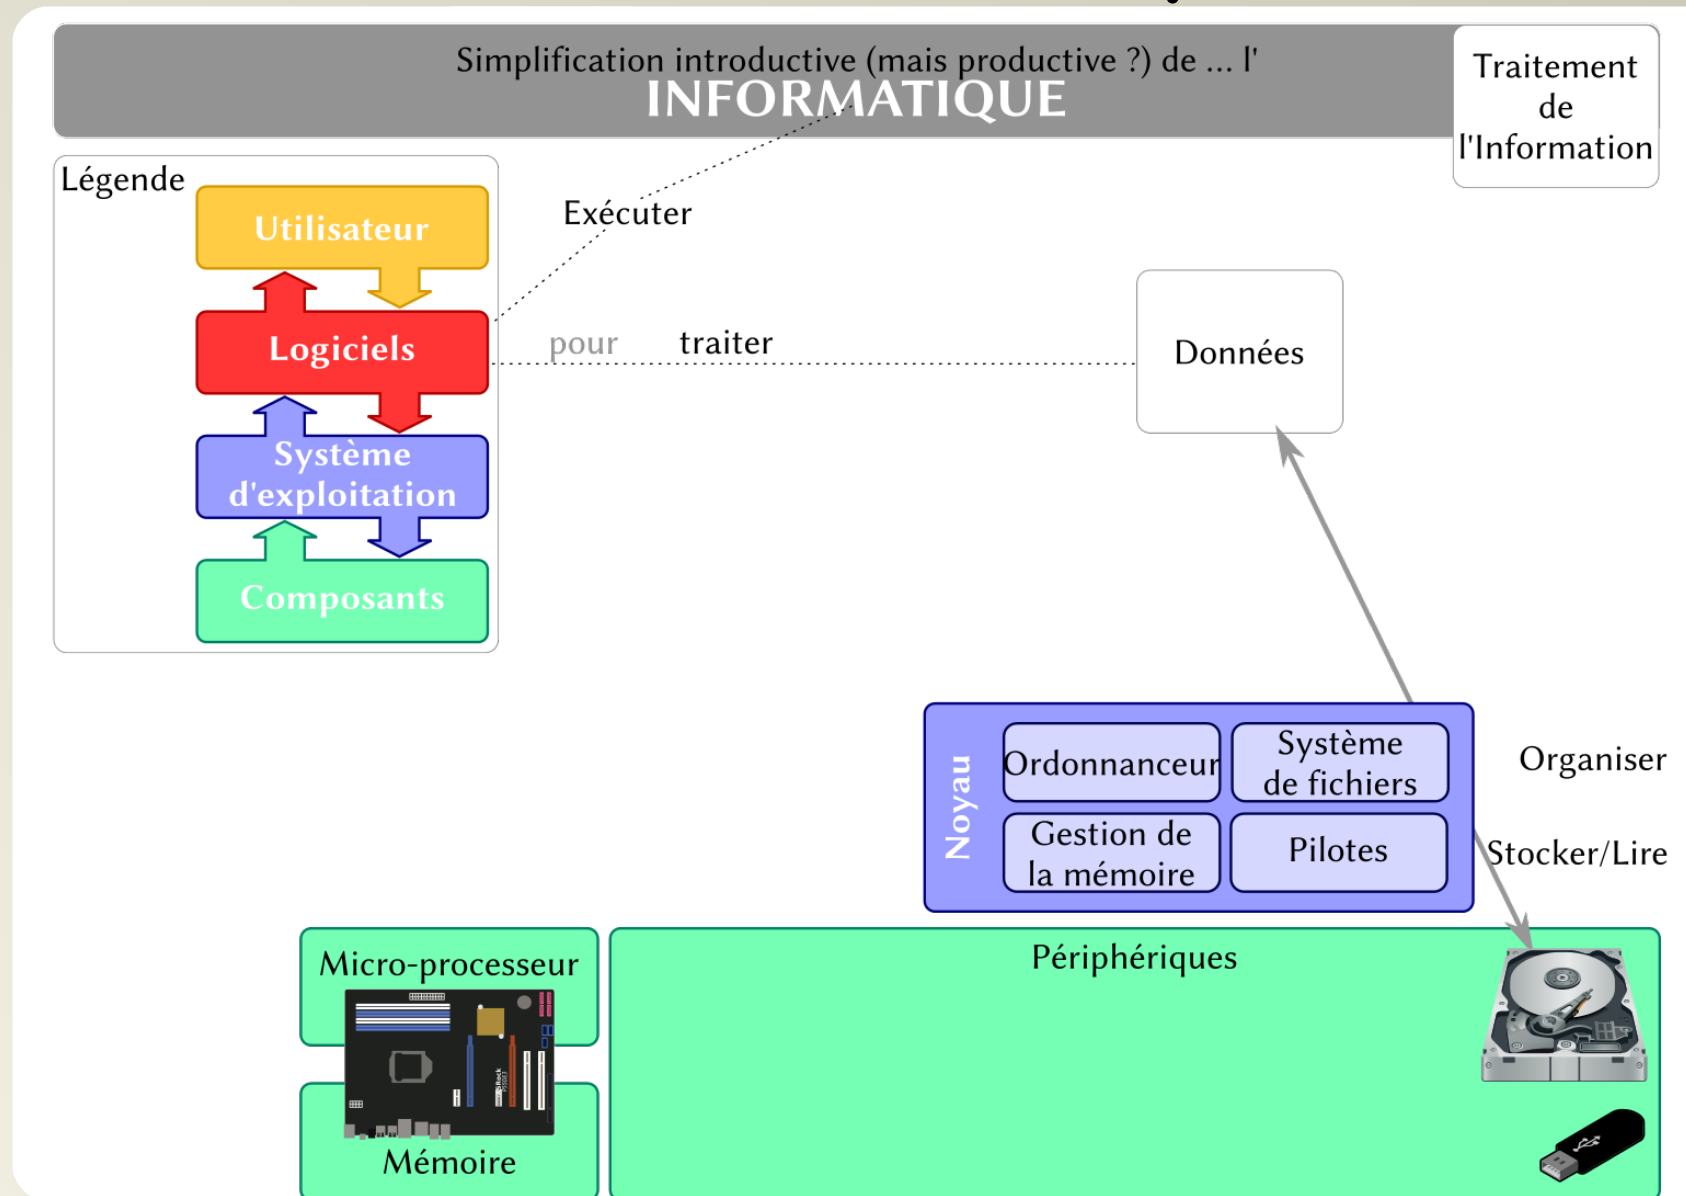 Simplification introductive (mais productive ?) de ... l'
INFORMATIQUE
Traitement
de
l'Information
Légende
Utilisateur
Logiciels
Système
d'exploitation
Composants
Exécuter
pour traiter
Données
Noyau
Ordonnanceur
Système
de fichiers
Gestion de
la mémoire
Pilotes
Organiser
Stocker/Lire
Micro-processeur
Mémoire
Périphériques